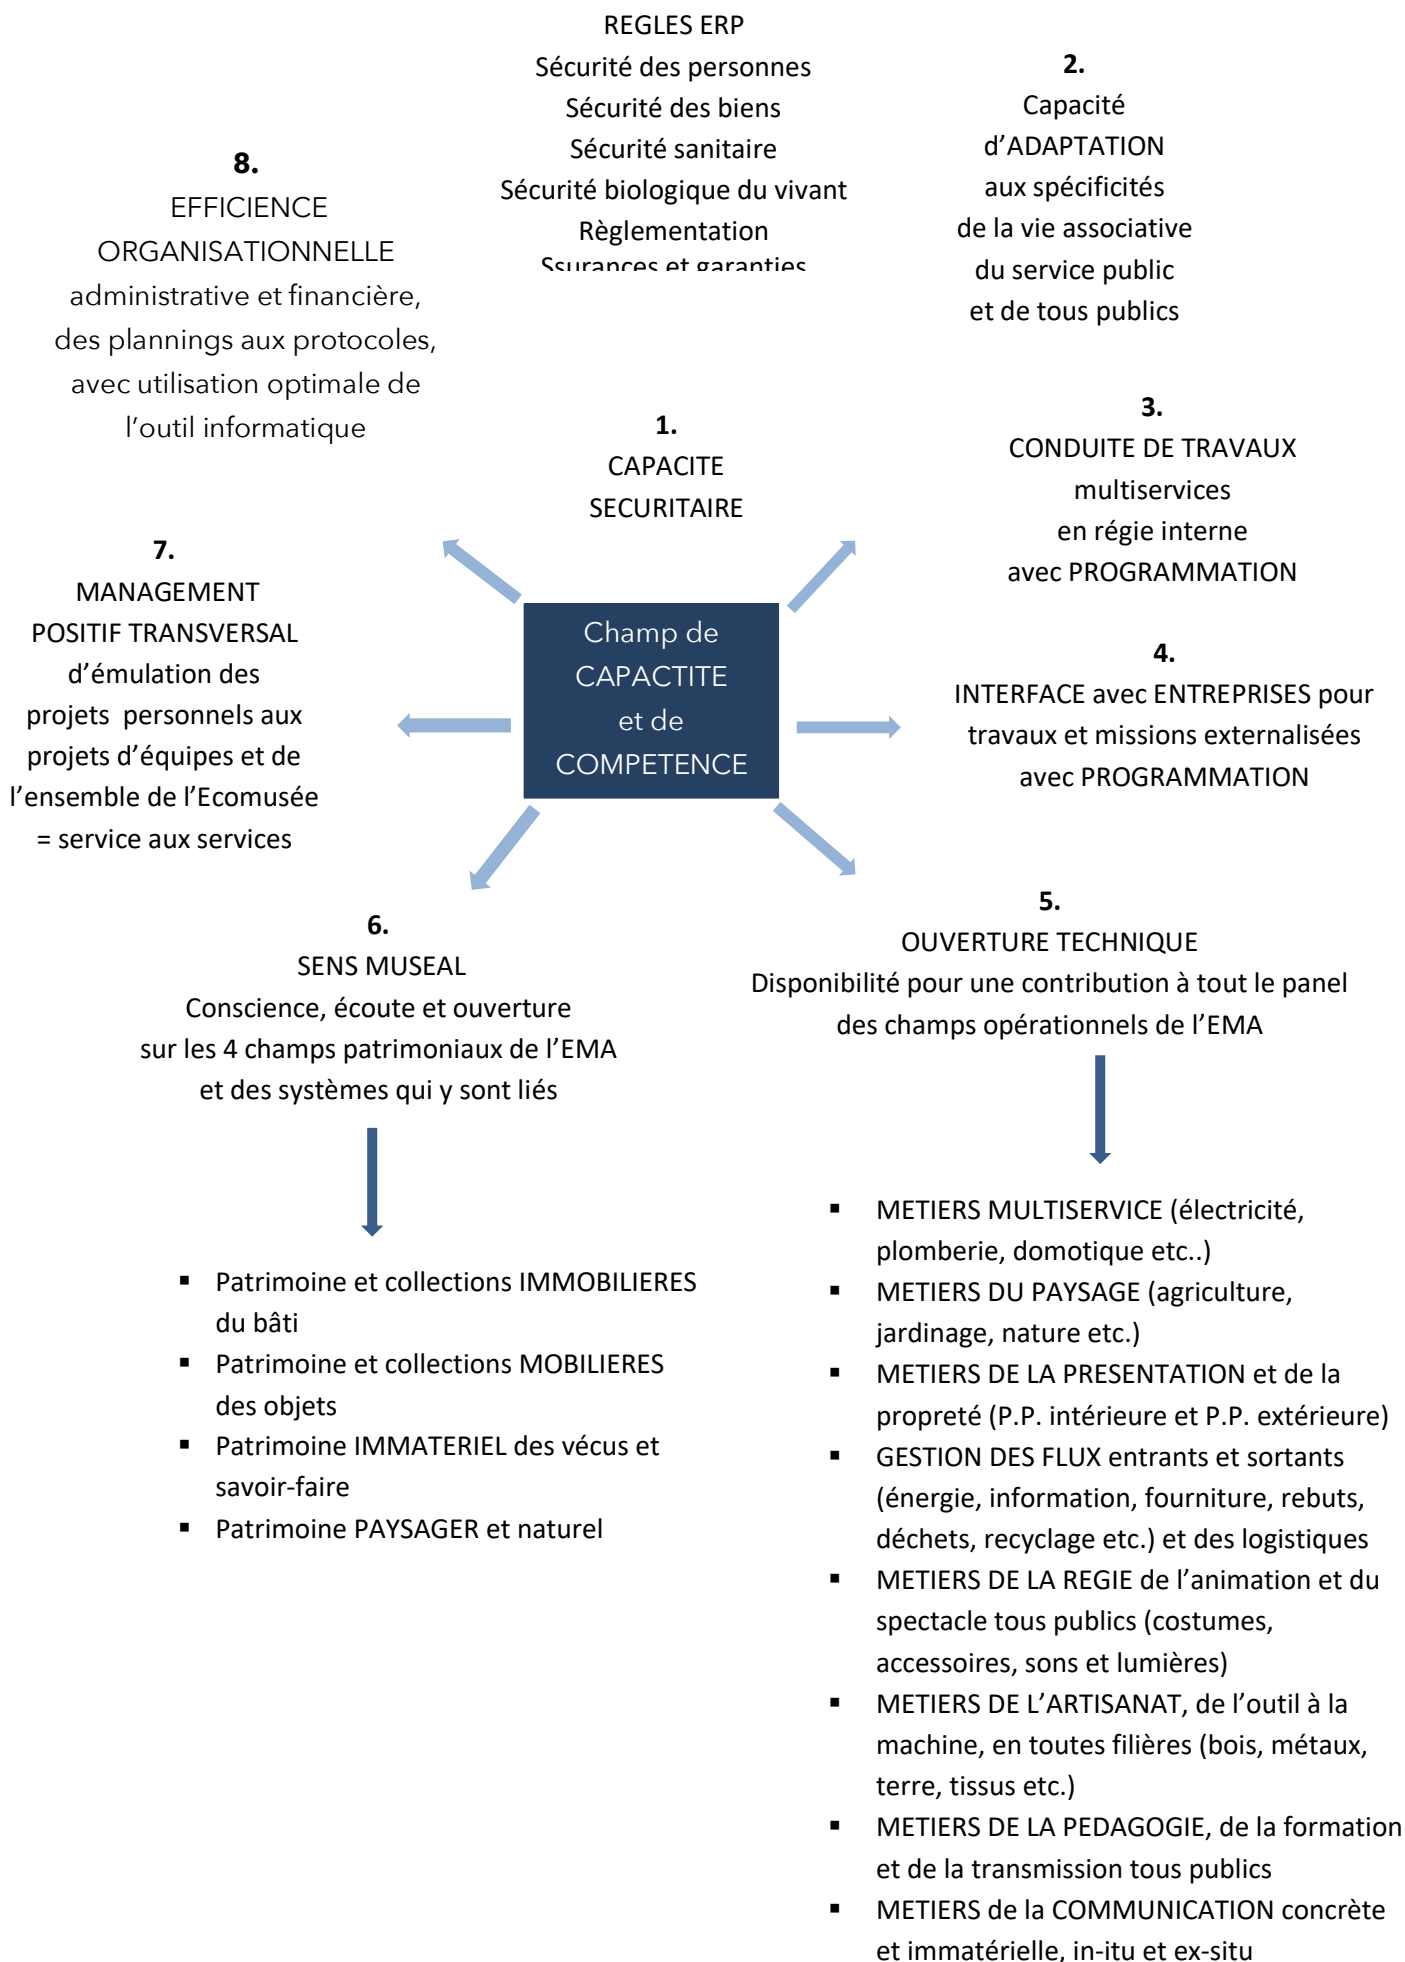 REGLES ERP
Sécurité des personnes
Sécurité des biens
Sécurité sanitaire
Sécurité biologique du vivant
Règlementation
Ssurances et garanties
1.
CAPACITE
SECURITAIRE
2.
Capacité
d’ADAPTATION
aux spécificités
de la vie associative
du service public
et de tous publics
3.
CONDUITE DE TRAVAUX
multiservices
en régie interne
avec PROGRAMMATION
4.
INTERFACE avec ENTREPRISES pour
travaux et missions externalisées
avec PROGRAMMATION
8.
EFFICIENCE
ORGANISATIONNELLE
administrative et financière,
des plannings aux protocoles,
avec utilisation optimale de
l’outil informatique
7.
MANAGEMENT
POSITIF TRANSVERSAL
d’émulation des
projets  personnels aux
projets d’équipes et de
l’ensemble de l’Ecomusée
= service aux services
Champ de
CAPACTITE
et de
COMPETENCE
6.
SENS MUSEAL
Conscience, écoute et ouverture
sur les 4 champs patrimoniaux de l’EMA
et des systèmes qui y sont liés
▪ Patrimoine et collections IMMOBILIERES
du bâti
▪ Patrimoine et collections MOBILIERES
des objets
▪ Patrimoine IMMATERIEL des vécus et
savoir-faire
▪ Patrimoine PAYSAGER et naturel
5.
OUVERTURE TECHNIQUE
Disponibilité pour une contribution à tout le panel
des champs opérationnels de l’EMA
▪ METIERS MULTISERVICE (électricité,
plomberie, domotique etc..)
▪ METIERS DU PAYSAGE (agriculture,
jardinage, nature etc.)
▪ METIERS DE LA PRESENTATION et de la
propreté (P.P. intérieure et P.P. extérieure)
▪ GESTION DES FLUX entrants et sortants
(énergie, information, fourniture, rebuts,
déchets, recyclage etc.) et des logistiques
▪ METIERS DE LA REGIE de l’animation et du
spectacle tous publics (costumes,
accessoires, sons et lumières)
▪ METIERS DE L’ARTISANAT, de l’outil à la
machine, en toutes filières (bois, métaux,
terre, tissus etc.)
▪ METIERS DE LA PEDAGOGIE, de la formation
et de la transmission tous publics
▪ METIERS de la COMMUNICATION concrète
et immatérielle, in-itu et ex-situ